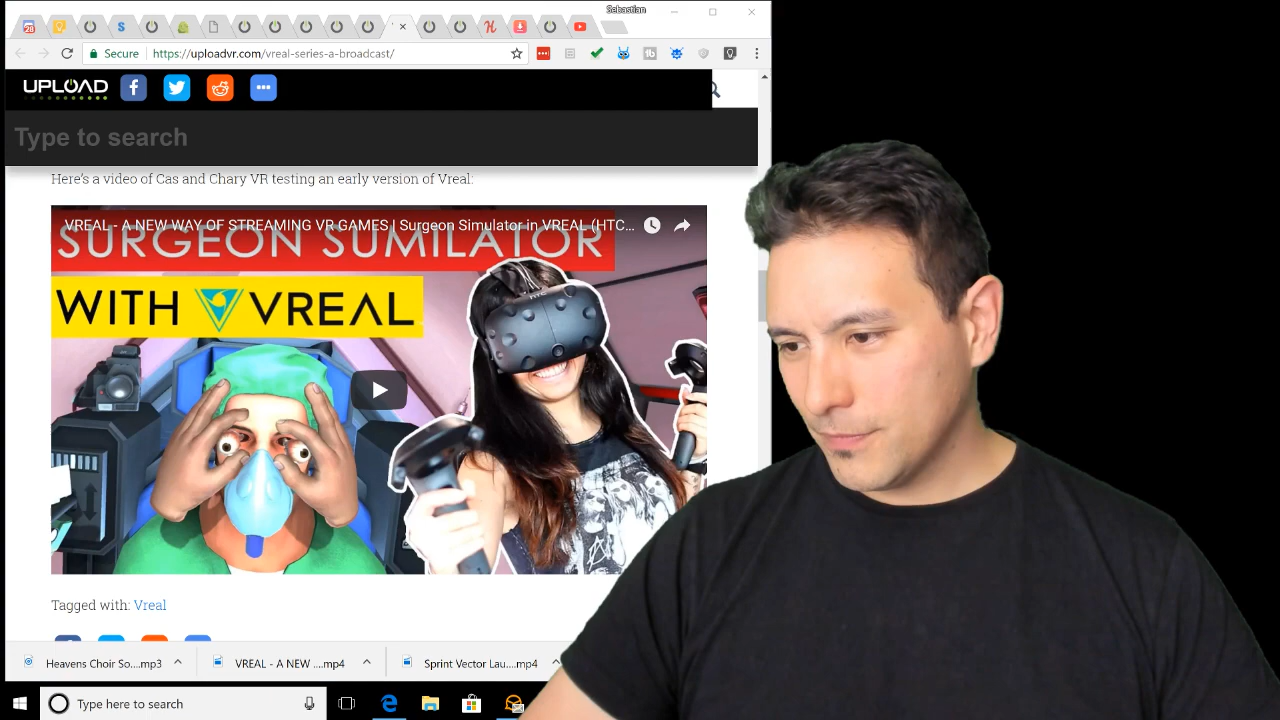 Sebastian
28
Secure
https://uploadvr.com/vreal-series-a-broadcast/
UPLOAD
Type to search
Here's a video of Cas and Chary VR testing an early version of Vreal:
VREAL - A NEW WAY OF STREAMING VR GAMES | Surgeon Simulator in VREAL (HTC...
SURGEON SUMILATOR
WITH VREAL
htc
Tagged with: Vreal
Heavens Choir So....mp3
VREAL - A NEW ....mp4
Sprint Vector Lau....mp4
Type here to search